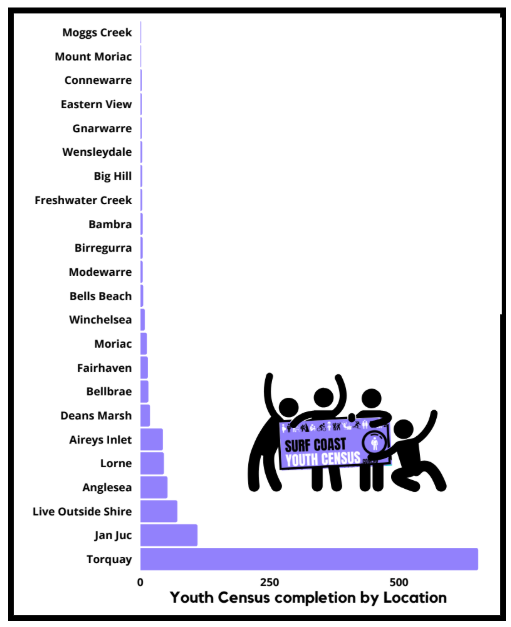 Moggs Creek
Mount Moriac
Connewarre
Eastern View
Gnarwarre
Wensleydale
Big Hill
Freshwater Creek
Bambra
Birregurra
Modewarre
Bells Beach
Winchelsea
Moriac
Fairhaven
Bellbrae
Deans Marsh
Aireys Inlet
Lorne
Anglesea
Live Outside Shire
Jan Juc
Torquay
SURF COAST
YOUTH CENSUS
0 250 500
Youth Census completion by Location